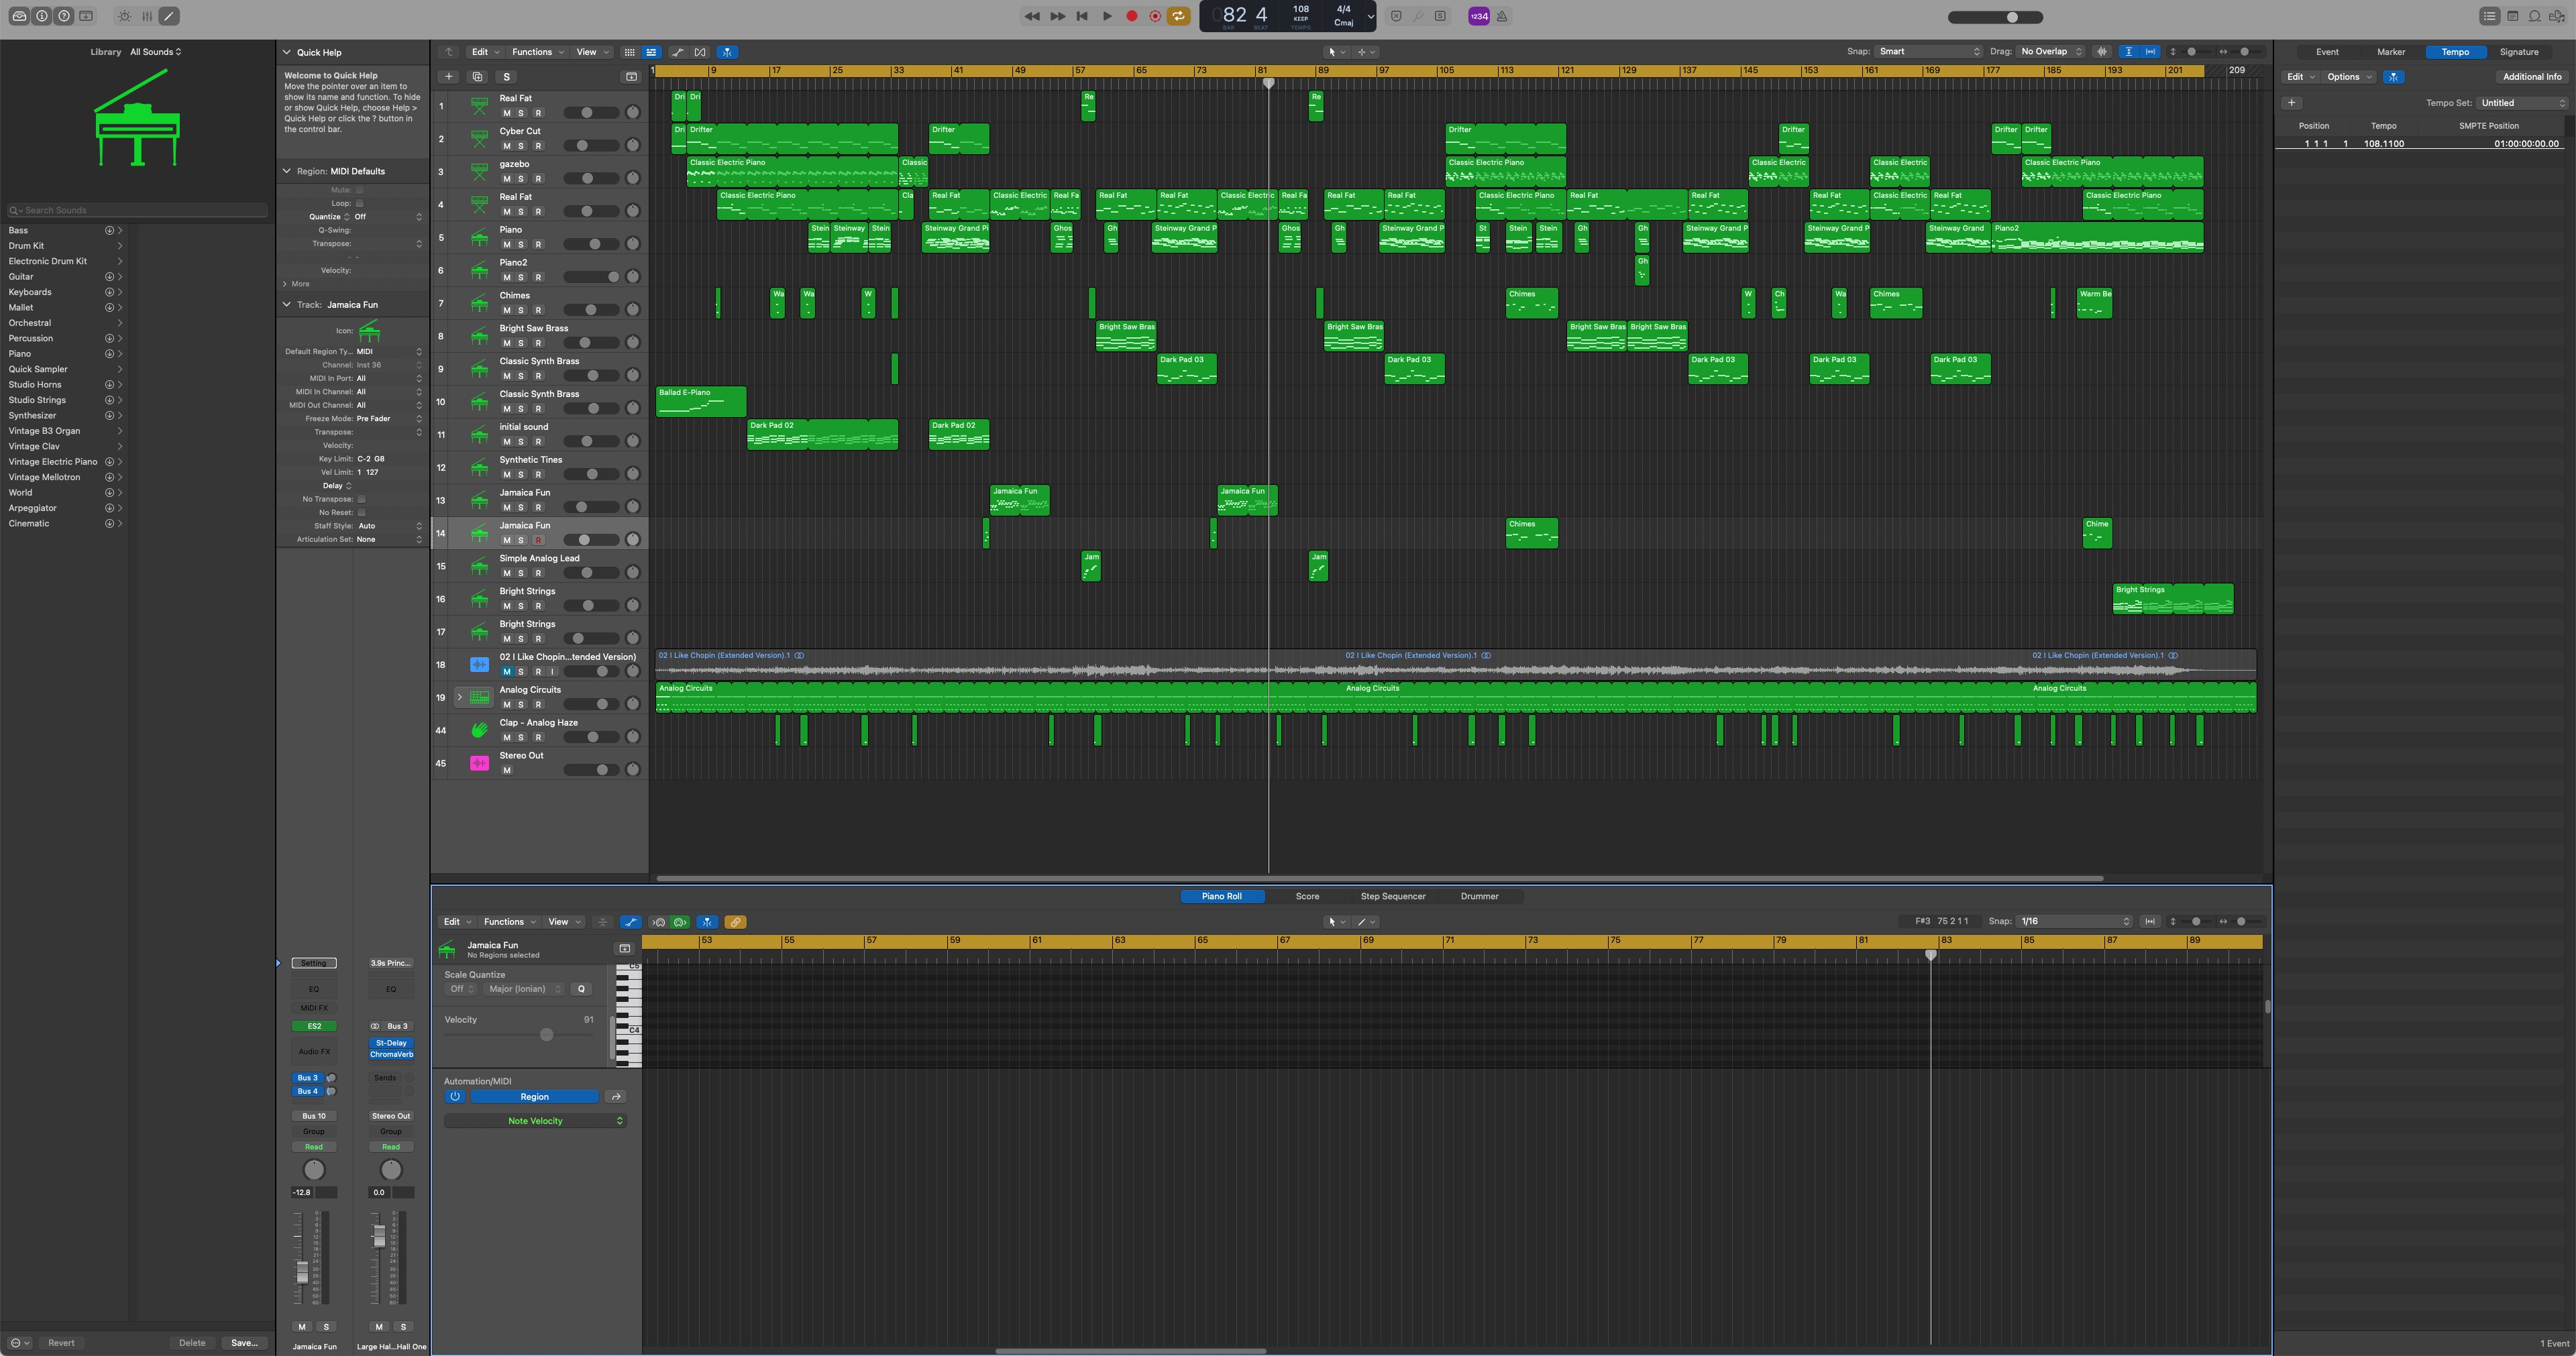 82 4
BAR BEAT
108
KEEP
TEMPO
4/4
Cmaj
1234
Library All Sounds
Search Sounds
Bass
Drum Kit
Electronic Drum Kit
Guitar
Keyboards
Mallet
Orchestral
Percussion
Piano
Quick Sampler
Studio Horns
Studio Strings
Synthesizer
Vintage B3 Organ
Vintage Clav
Vintage Electric Piano
Vintage Mellotron
World
Arpeggiator
Cinematic
Revert
Delete
Save...
Quick Help
Welcome to Quick Help
Move the pointer over an item to
show its name and function. To hide
or show Quick Help, choose Help >
Quick Help or click the ? button in
the control bar.
Region: MIDI Defaults
Mute:
Loop:
Quantize Off
Q-Swing:
Transpose:
Velocity:
More
Track: Jamaica Fun
Icon:
Default Region Ty... MIDI
Channel: Inst 36
MIDI In Port: All
MIDI In Channel: All
MIDI Out Channel: All
Freeze Mode: Pre Fader
Transpose:
Velocity:
Key Limit: C-2 G8
Vel Limit: 1 127
Delay
No Transpose:
No Reset:
Staff Style: Auto
Articulation Set: None
Setting 3.9s Princ...
EQ EQ
MIDI FX
ES2 Bus 3
Audio FX St-Delay
ChromaVerb
Bus 3 Sends
Bus 4
Bus 10 Stereo Out
Group Group
Read Read
-12.8 0.0
M S M S
Jamaica Fun Large Hal...Hall One
Edit Functions View Snap: Smart Drag: No Overlap
S
1 9 17 25 33 41 49 57 65 73 81 89 97 105 113 121 129 137 145 153 161 169 177 185 193 201 209
1 Real Fat
M S R
Dri Dri Re Re
2 Cyber Cut
M S R
Dri Drifter Drifter Drifter Drifter Drifter Drifter
3 gazebo
M S R
Classic Electric Piano Classic Classic Electric Piano Classic Electric Classic Electric Classic Electric Piano
4 Real Fat
M S R
Classic Electric Piano Cla Real Fat Classic Electric Real Fa Real Fat Real Fat Classic Electric Real Fa Real Fat Real Fat Classic Electric Piano Real Fat Real Fat Real Fat Classic Electric Real Fat Classic Electric Piano
5 Piano
M S R
Stein Steinway Stein Steinway Grand Pi Ghos Gh Steinway Grand P Ghos Gh Steinway Grand P St Stein Stein Gh Gh Steinway Grand P Steinway Grand P Steinway Grand Piano2
6 Piano2
M S R
Gh
7 Chimes
M S R
Wa Wa W Chimes W Ch Wa Chimes Warm Be
8 Bright Saw Brass
M S R
Bright Saw Bras Bright Saw Bras Bright Saw Bras Bright Saw Bras
9 Classic Synth Brass
M S R
Dark Pad 03 Dark Pad 03 Dark Pad 03 Dark Pad 03 Dark Pad 03
10 Classic Synth Brass
M S R
Ballad E-Piano
11 initial sound
M S R
Dark Pad 02 Dark Pad 02
12 Synthetic Tines
M S R
13 Jamaica Fun
M S R
Jamaica Fun Jamaica Fun
14 Jamaica Fun
M S R
Chimes Chime
15 Simple Analog Lead
M S R
Jam Jam
16 Bright Strings
M S R
Bright Strings
17 Bright Strings
M S R
18 02 I Like Chopin...tended Version)
M S R I
02 I Like Chopin (Extended Version).1 02 I Like Chopin (Extended Version).1 02 I Like Chopin (Extended Version).1
19 Analog Circuits
M S R
Analog Circuits Analog Circuits Analog Circuits
44 Clap - Analog Haze
M S R
45 Stereo Out
M
Piano Roll Score Step Sequencer Drummer
Edit Functions View F#3 75 2 1 1 Snap: 1/16
53 55 57 59 61 63 65 67 69 71 73 75 77 79 81 83 85 87 89
Jamaica Fun
No Regions selected
Scale Quantize
Off Major (Ionian) Q
Velocity 91
C5
C4
Automation/MIDI
Region
Note Velocity
Event Marker Tempo Signature
Edit Options Additional Info
Tempo Set: Untitled
Position Tempo SMPTE Position
1 1 1 1 108.1100 01:00:00:00.00
1 Event